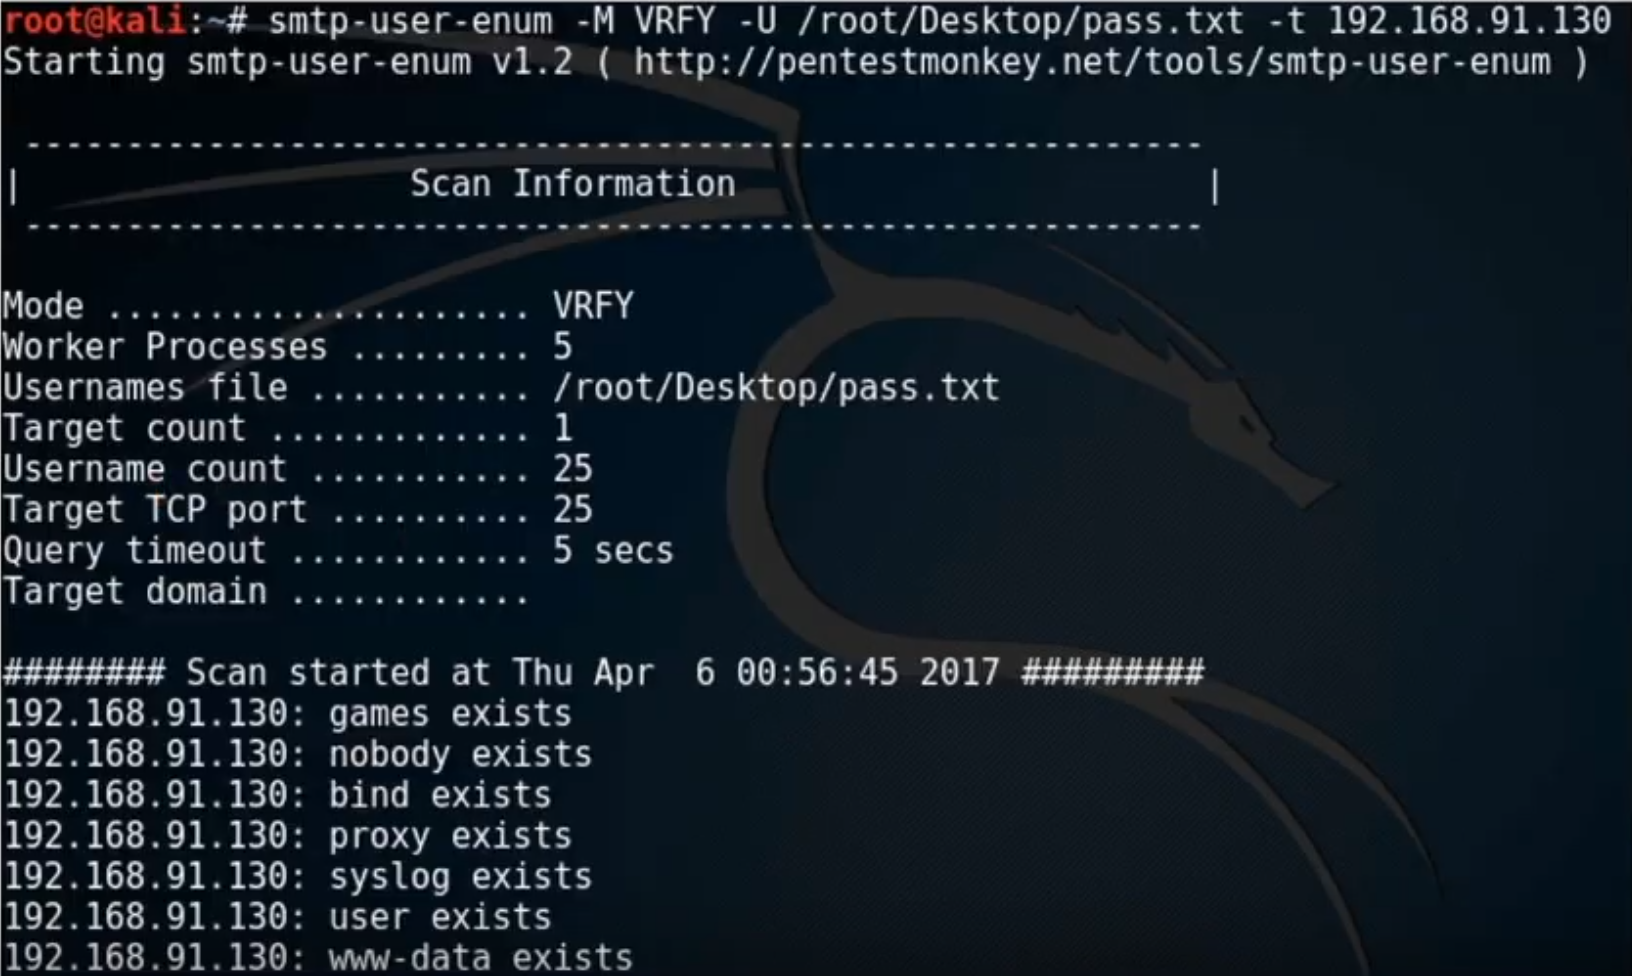 root@kali:~# smtp-user-enum -M VRFY -U /root/Desktop/pass.txt -t 192.168.91.130
Starting smtp-user-enum v1.2 ( http://pentestmonkey.net/tools/smtp-user-enum )
----------------------------------------------------------
|                   Scan Information                       |
----------------------------------------------------------
Mode ..................... VRFY
Worker Processes ......... 5
Usernames file ........... /root/Desktop/pass.txt
Target count ............. 1
Username count ........... 25
Target TCP port .......... 25
Query timeout ............ 5 secs
Target domain ............
######## Scan started at Thu Apr  6 00:56:45 2017 #########
192.168.91.130: games exists
192.168.91.130: nobody exists
192.168.91.130: bind exists
192.168.91.130: proxy exists
192.168.91.130: syslog exists
192.168.91.130: user exists
192.168.91.130: www-data exists